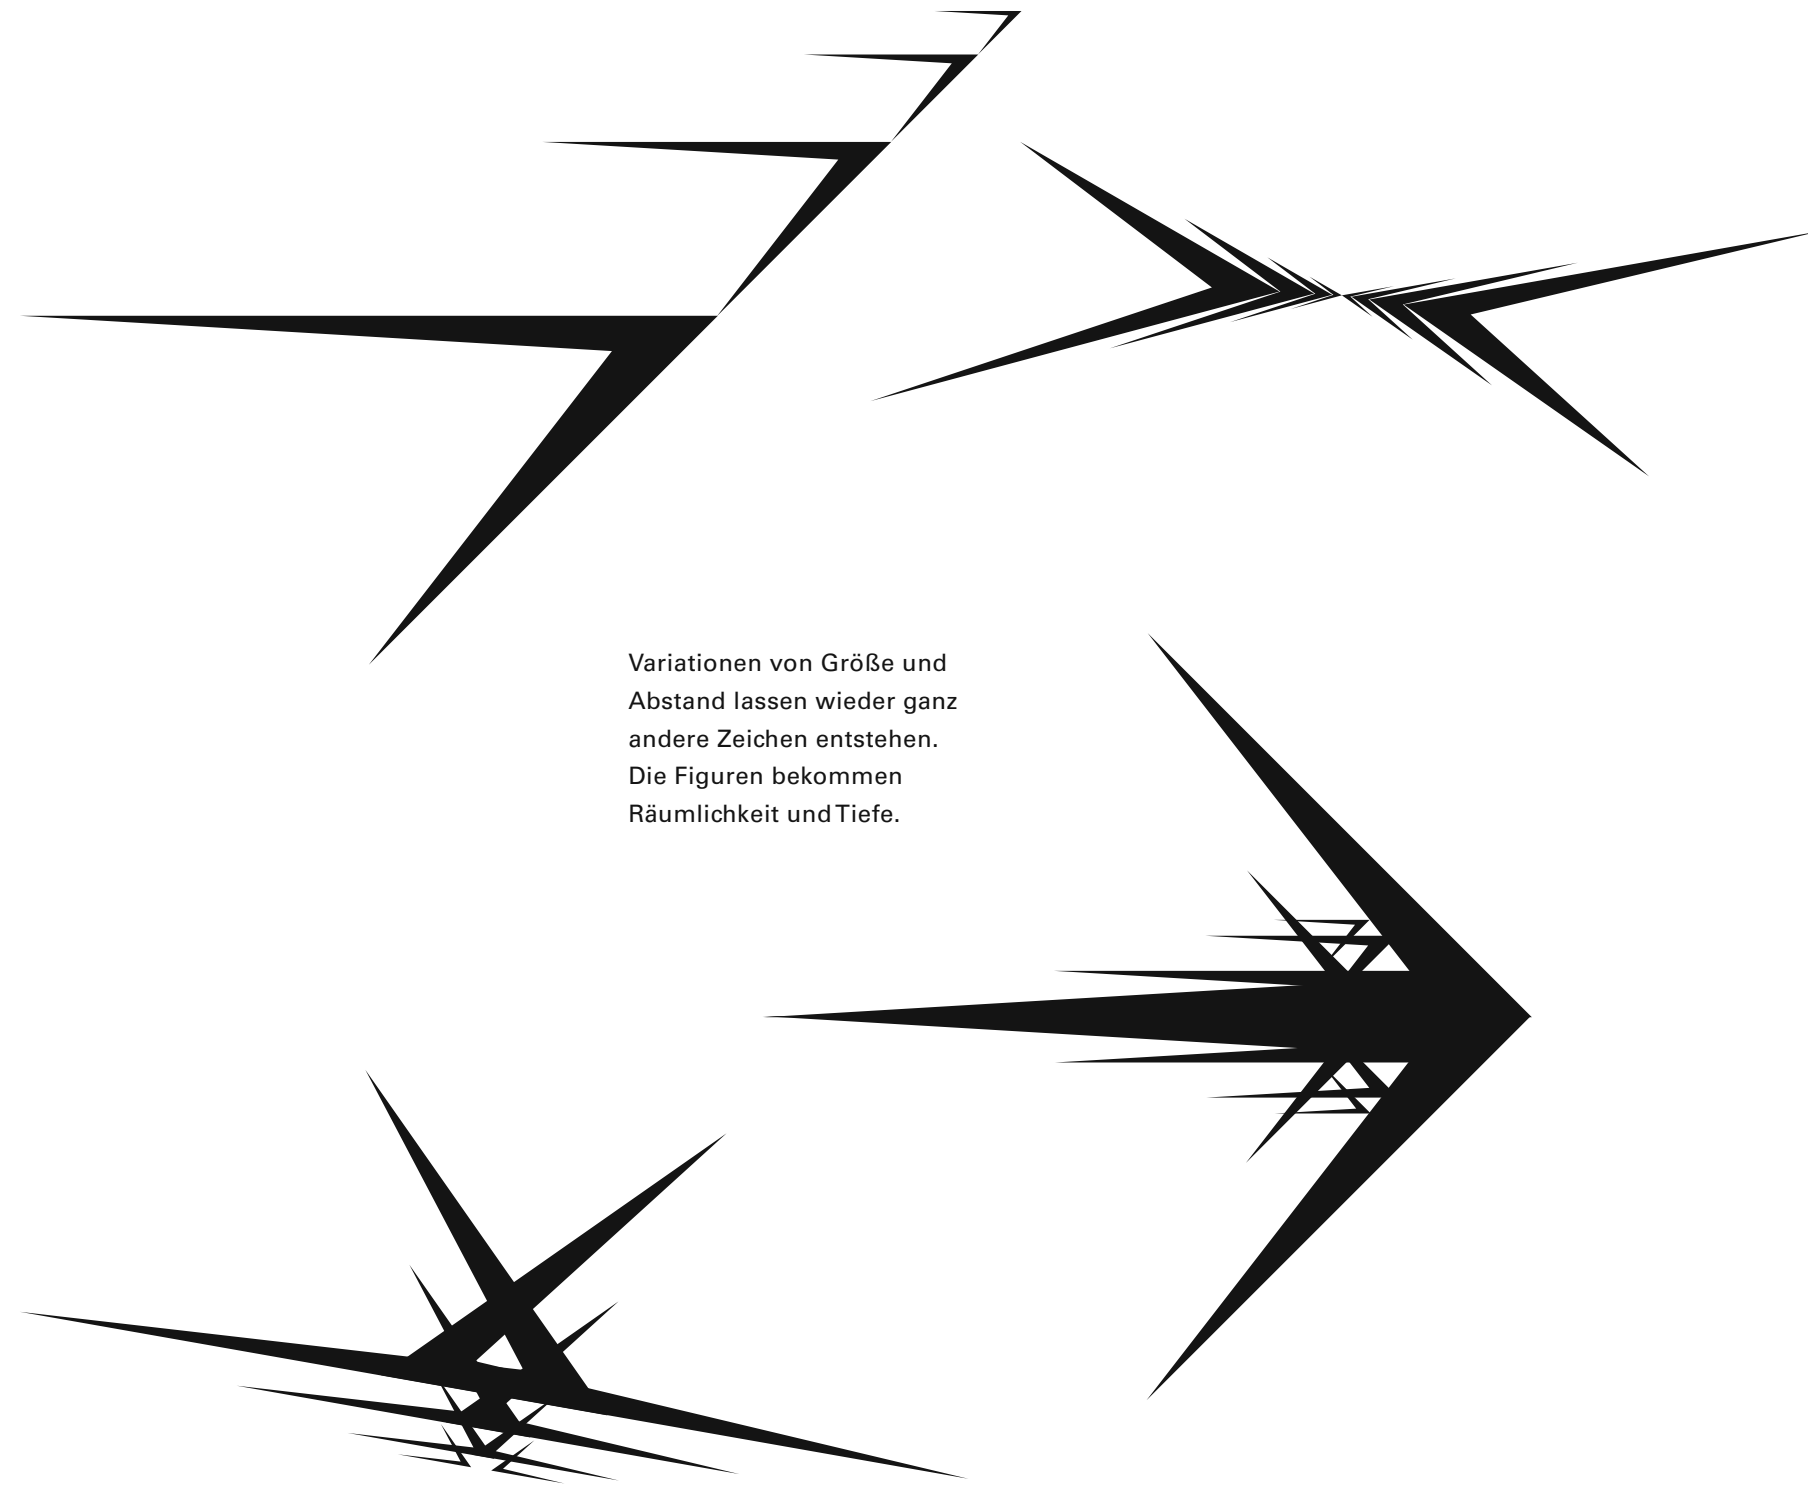 Variationen von Größe und
Abstand lassen wieder ganz
andere Zeichen entstehen.
Die Figuren bekommen
Räumlichkeit und Tiefe.